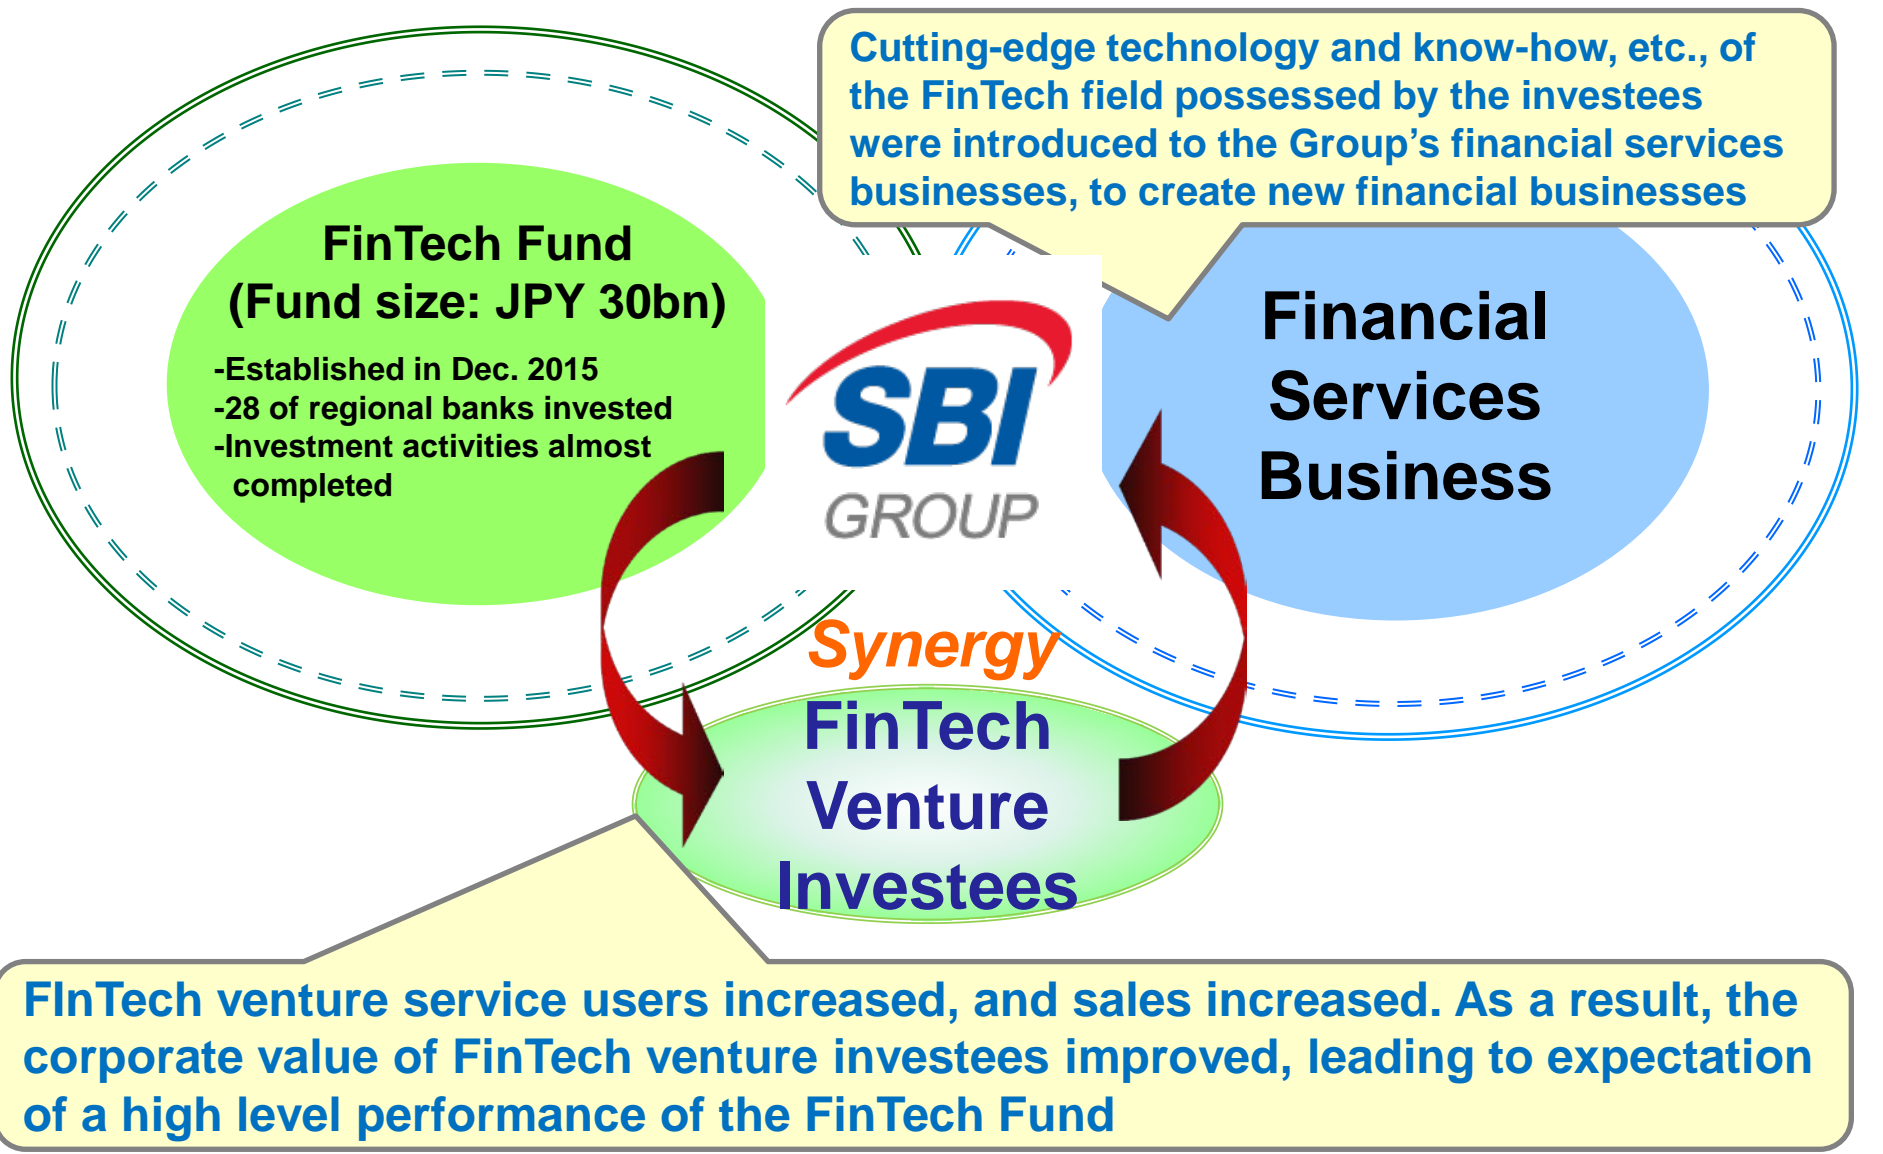 Cutting-edge technology and know-how, etc., of
the FinTech field possessed by the investees
were introduced to the Group’s financial services
businesses, to create new financial businesses
FinTech Fund
(Fund size: JPY 30bn)
-Established in Dec. 2015
-28 of regional banks invested
-Investment activities almost
completed
SBI
GROUP
Financial
Services
Business
Synergy
FinTech
Venture
Investees
FInTech venture service users increased, and sales increased. As a result, the
corporate value of FinTech venture investees improved, leading to expectation
of a high level performance of the FinTech Fund